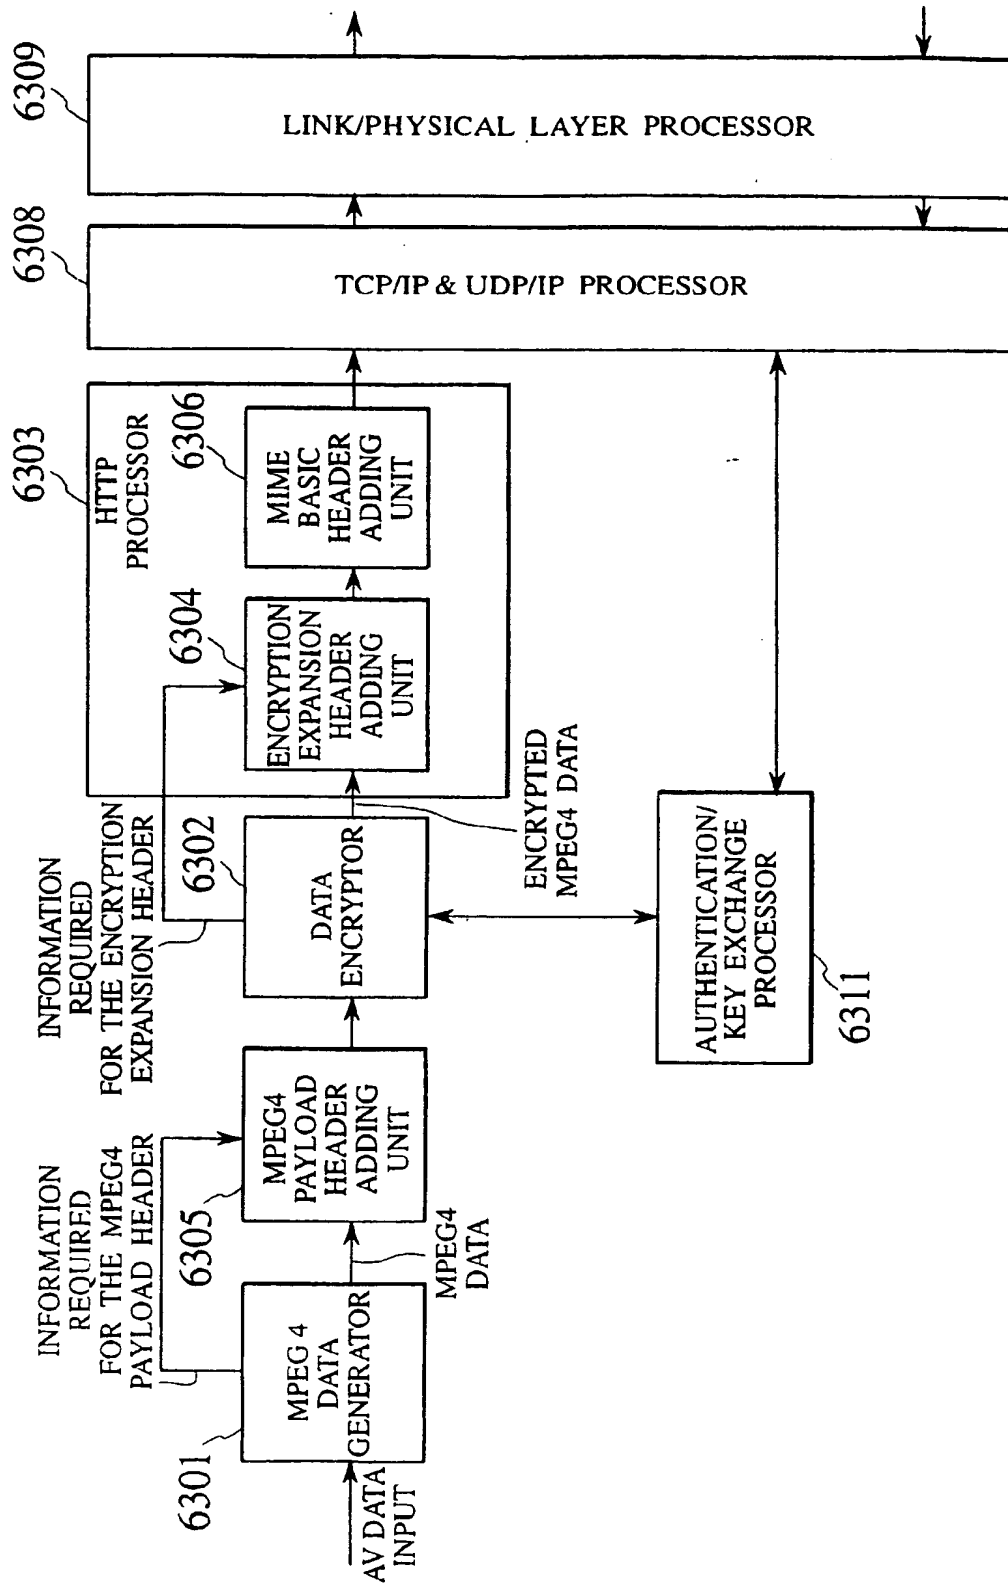 6301
MPEG 4
DATA
GENERATOR
AV DATA
INPUT
INFORMATION
REQUIRED
FOR THE MPEG4
PAYLOAD HEADER
MPEG4
DATA
6305
MPEG4
PAYLOAD
HEADER
ADDING
UNIT
INFORMATION
REQUIRED
FOR THE ENCRYPTION
EXPANSION HEADER
6302
DATA
ENCRYPTOR
ENCRYPTED
MPEG4 DATA
6303
HTTP
PROCESSOR
6304
ENCRYPTION
EXPANSION
HEADER
ADDING
UNIT
6306
MIME
BASIC
HEADER
ADDING
UNIT
6308
TCP/IP & UDP/IP PROCESSOR
6309
LINK/PHYSICAL LAYER PROCESSOR
AUTHENTICATION/
KEY EXCHANGE
PROCESSOR
6311